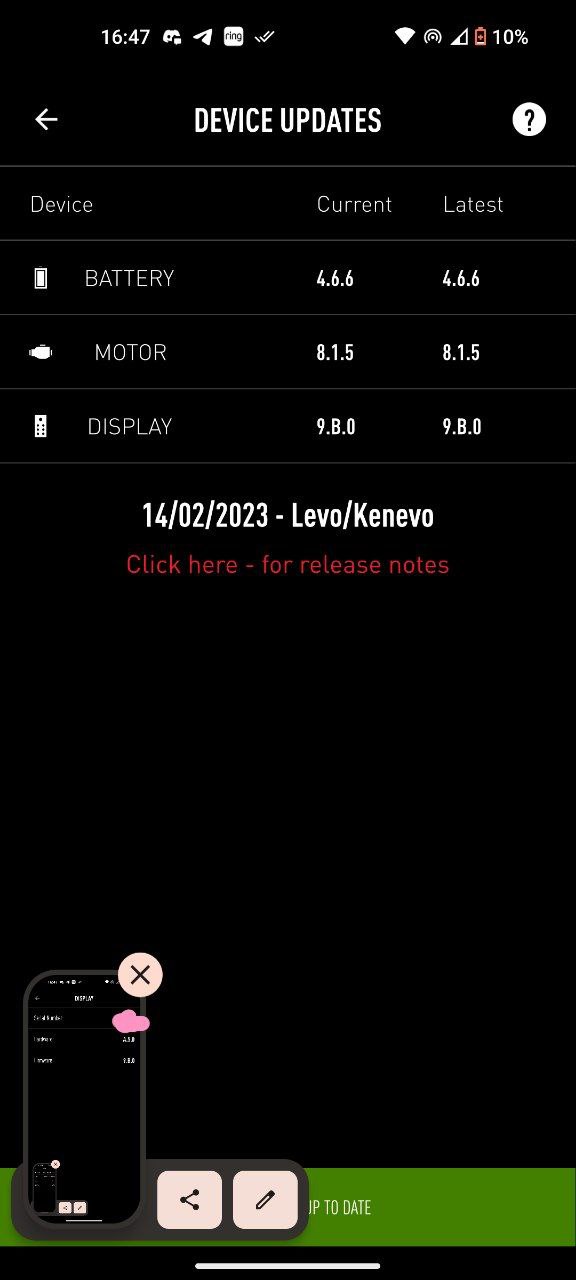 16:47 ring 10%
DEVICE UPDATES ?
Device Current Latest
BATTERY 4.6.6 4.6.6
MOTOR 8.1.5 8.1.5
DISPLAY 9.B.0 9.B.0
14/02/2023 - Levo/Kenevo
Click here - for release notes
DISPLAY
Serial Number
Hardware A.5.0
Firmware 9.B.0
UP TO DATE